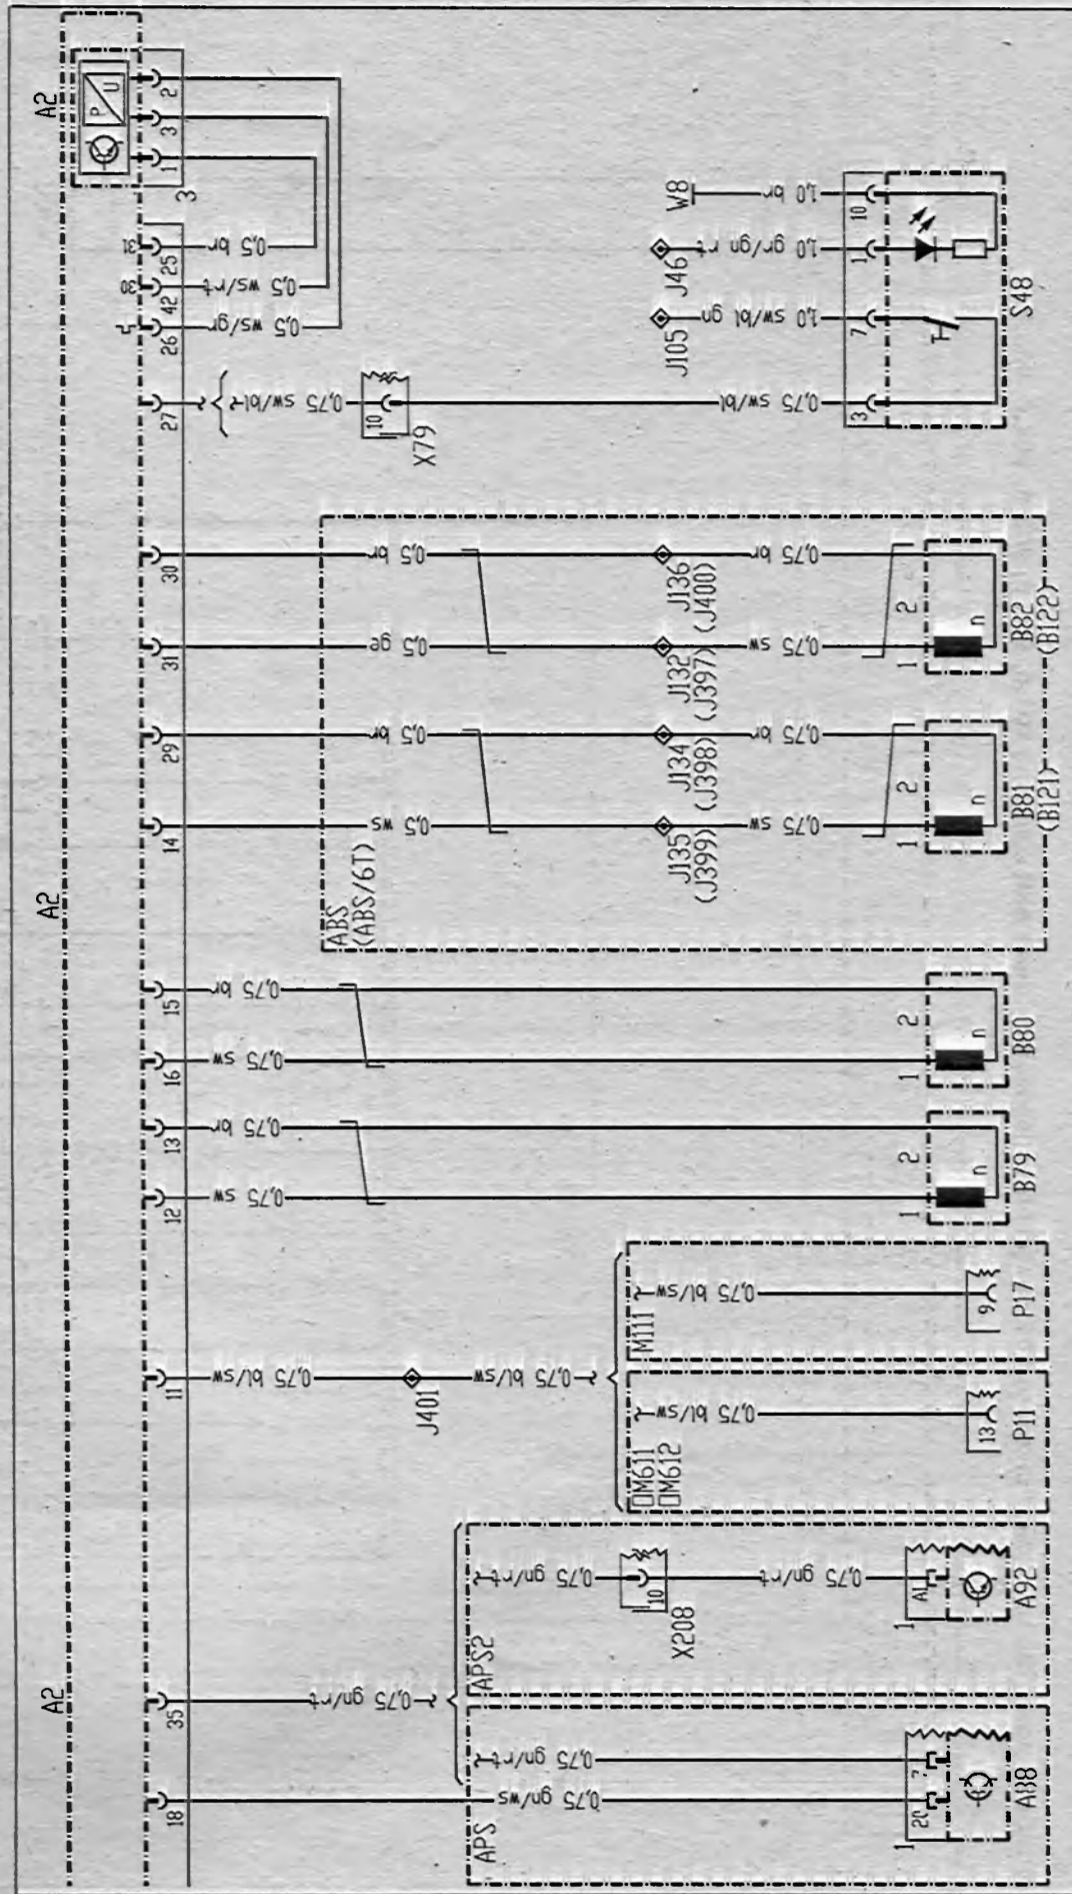 A2
A2
A2
P
U
2
3
1
3
31
25
30
42
26
0,5 br
0,5 ws/rt
0,5 ws/gr
27
0,75 sw/bl
10
X79
0,75 sw/bl
W8
J46
J105
1,0 br
1,0 gr/gn rt
1,0 sw/bl gn
10
1
7
3
S48
30
31
29
14
0,5 br
0,5 ge
0,5 br
0,5 ws
ABS
(ABS/6T)
J136
(J400)
J132
(J397)
J134
(J398)
J135
(J399)
0,75 br
0,75 sw
0,75 br
0,75 sw
1
2
n
B82
(B122)
1
2
n
B81
(B121)
15
16
13
12
0,75 br
0,75 sw
0,75 br
0,75 sw
1
2
n
B80
1
2
n
B79
11
0,75 bl/sw
J401
0,75 bl/sw
M111
0,75 bl/sw
9
P17
OM611
OM612
0,75 bl/sw
13
P11
35
0,75 gn/rt
APS2
0,75 gn/rt
10
X208
0,75 gn/rt
A1
1
A92
18
APS
0,75 gn/rt
0,75 gn/ws
7
20
1
A88